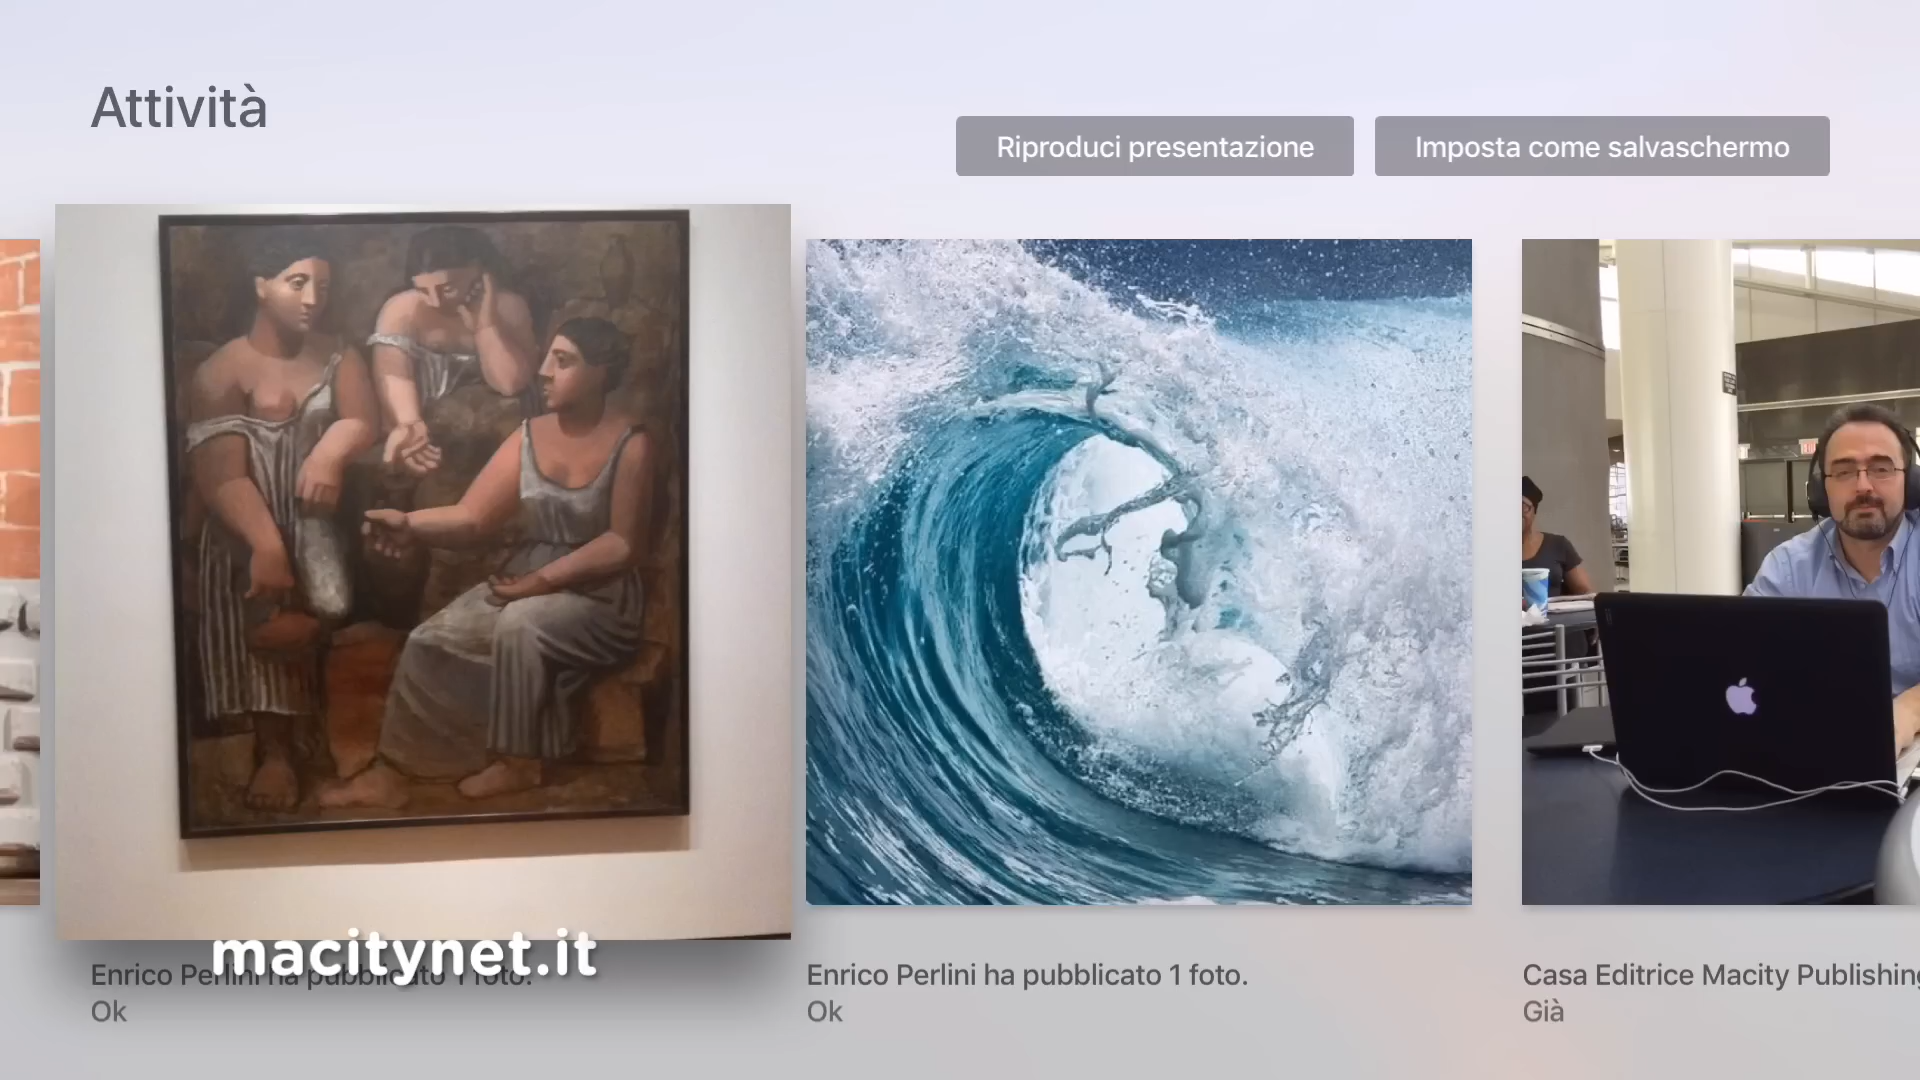 Attività
Riproduci presentazione
Imposta come salvaschermo
macitynet.it
Enrico Perlini ha pubblicato 1 foto.
Ok
Enrico Perlini ha pubblicato 1 foto.
Ok
Casa Editrice Macity Publishing
Già